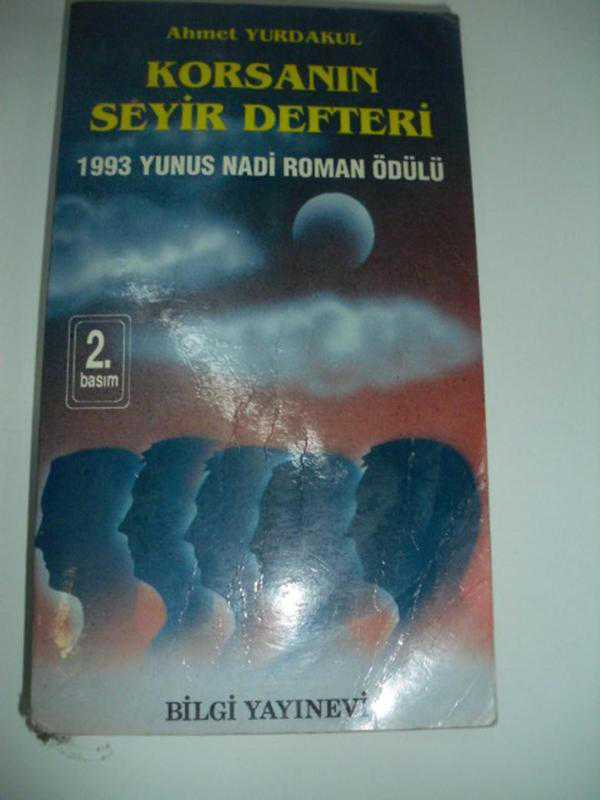 Ahmet YURDAKUL
KORSANIN
SEYİR DEFTERİ
1993 YUNUS NADİ ROMAN ÖDÜLÜ
2.
basım
BİLGİ YAYINEVİ